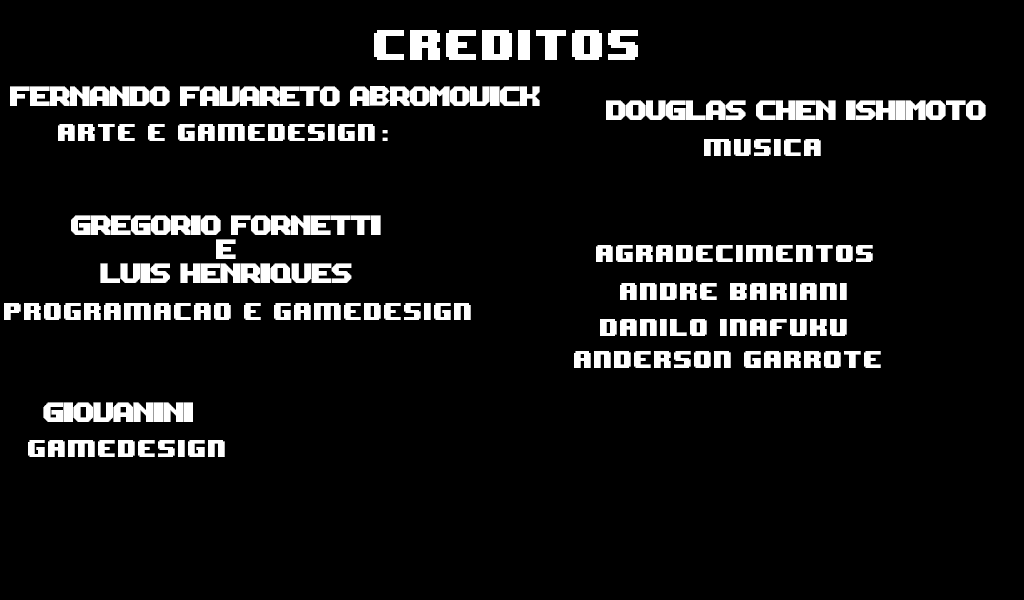 CREDITOS
FERNANDO FAVARETO ABROMOVICK
ARTE E GAMEDESIGN:
DOUGLAS CHEN ISHIMOTO
MUSICA
GREGORIO FORNETTI
E
LUIS HENRIQUES
PROGRAMACAO E GAMEDESIGN
AGRADECIMENTOS
ANDRE BARIANI
DANILO INAFUKU
ANDERSON GARROTE
GIOVANINI
GAMEDESIGN